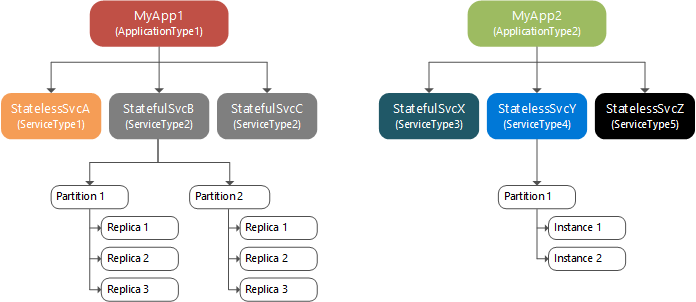 MyApp1
(ApplicationType1)
MyApp2
(ApplicationType2)
StatelessSvcA
(ServiceType1)
StatefulSvcB
(ServiceType2)
StatefulSvcC
(ServiceType2)
StatefulSvcX
(ServiceType3)
StatelessSvcY
(ServiceType4)
StatelessSvcZ
(ServiceType5)
Partition 1
Partition 2
Partition 1
Replica 1
Replica 2
Replica 3
Replica 1
Replica 2
Replica 3
Instance 1
Instance 2